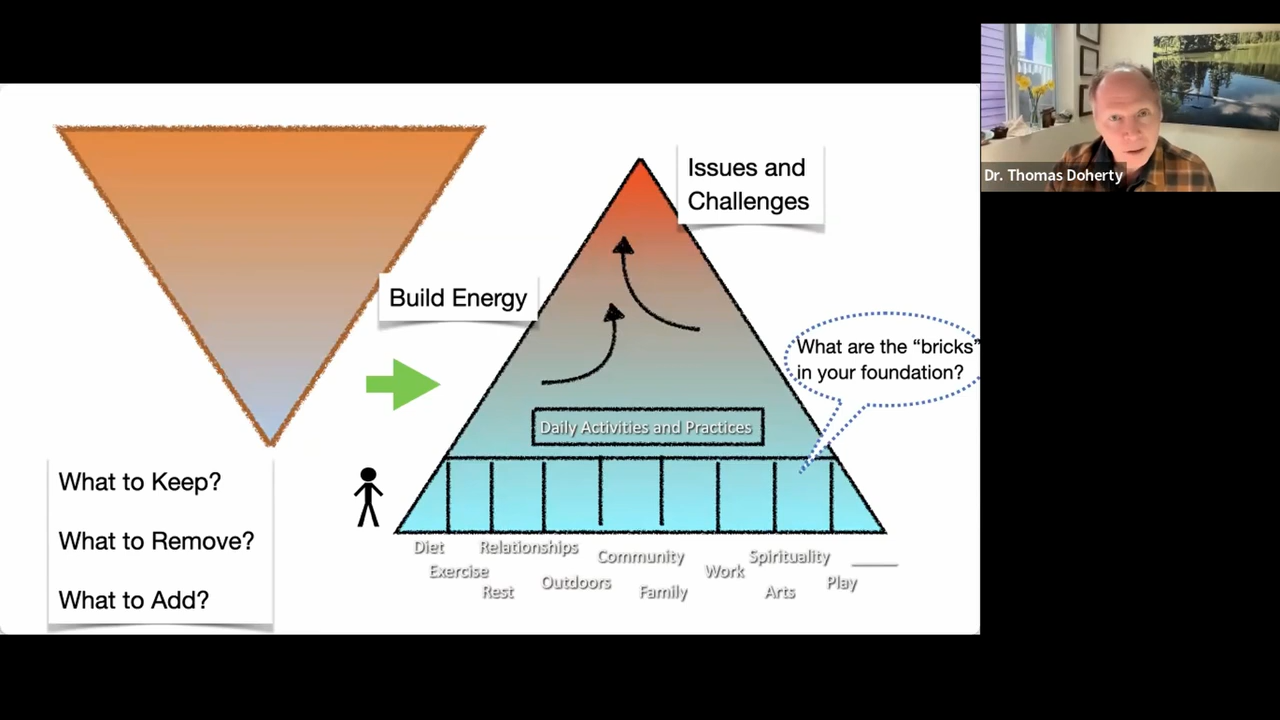 Issues and
Challenges
Build Energy
What are the “bricks”
in your foundation?
Daily Activities and Practices
What to Keep?
What to Remove?
What to Add?
Diet
Relationships
Community
Spirituality
Exercise
Outdoors
Work
Play
Rest
Family
Arts
Dr. Thomas Doherty